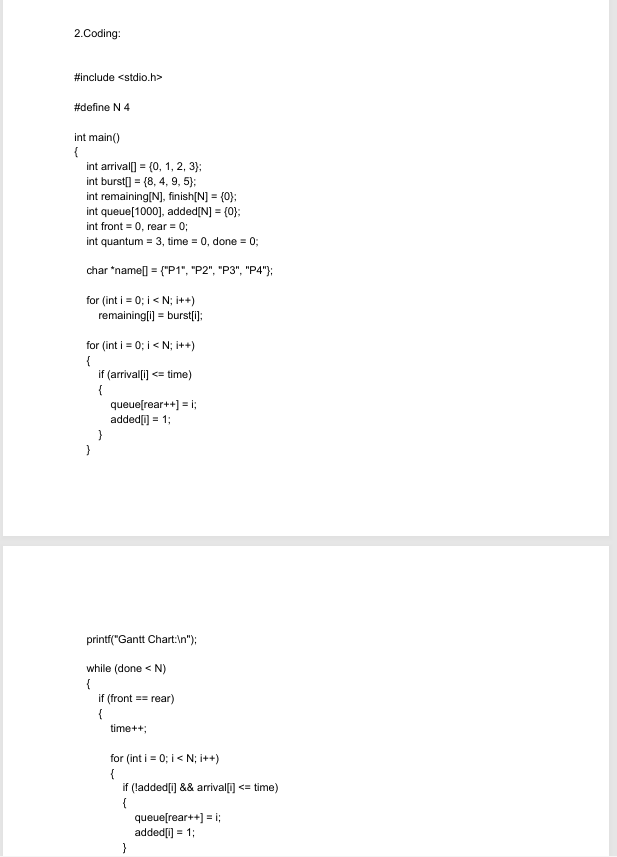 2.Coding:
#include <stdio.h>
#define N 4
int main()
{
int arrival[] = {0, 1, 2, 3};
int burst[] = {8, 4, 9, 5};
int remaining[N], finish[N] = {0};
int queue[1000], added[N] = {0};
int front = 0, rear = 0;
int quantum = 3, time = 0, done = 0;
char *name[] = {"P1", "P2", "P3", "P4"};
for (int i = 0; i < N; i++)
remaining[i] = burst[i];
for (int i = 0; i < N; i++)
{
if (arrival[i] <= time)
{
queue[rear++] = i;
added[i] = 1;
}
}
printf("Gantt Chart:\n");
while (done < N)
{
if (front == rear)
{
time++;
for (int i = 0; i < N; i++)
{
if (!added[i] && arrival[i] <= time)
{
queue[rear++] = i;
added[i] = 1;
}